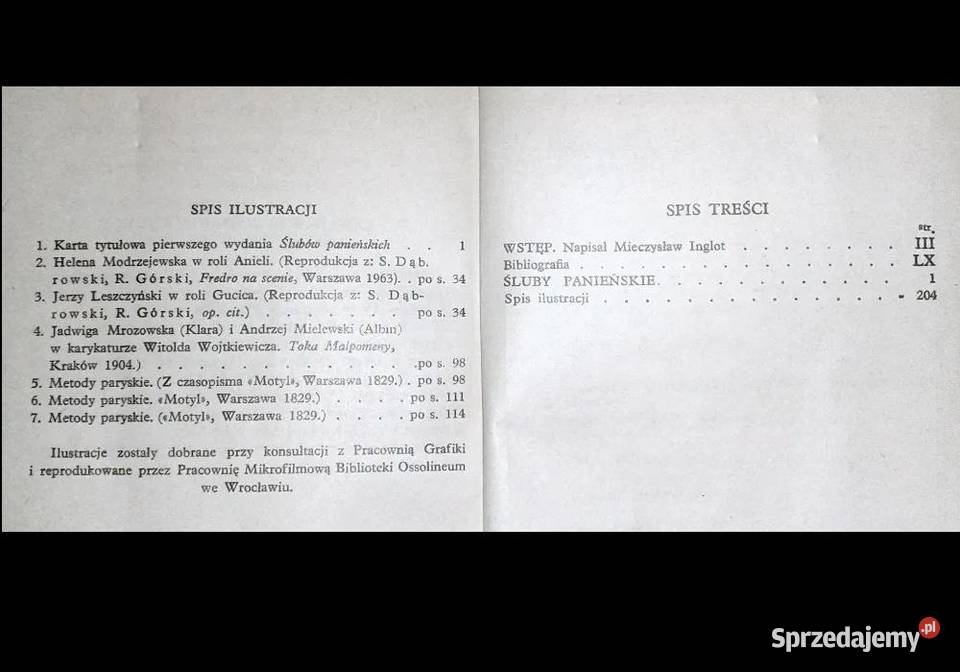 SPIS ILUSTRACJI
1. Karta tytułowa pierwszego wydania Ślubów panieńskich . . 1
2. Helena Modrzejewska w roli Anieli. (Reprodukcja z: S. Dąb.
rowski, R. Górski, Fredro na scenie, Warszawa 1963). . po s. 34
3. Jerzy Leszczyński w roli Gucica. (Reprodukcja z: S. Dąb-
rowski, R. Górski, op. cit.) . . . . . . . po s. 34
4. Jadwiga Mrozowska (Klara) i Andrzej Mielewski (Albin)
w karykaturze Witolda Wojtkiewicza. Teka Malpomeny,
Kraków 1904.) . . . . . . . . . . . .po s. 98
5. Metody paryskie. (Z czasopisma «Motyl», Warszawa 1829.) . po s. 98
6. Metody paryskie. «Motyl», Warszawa 1829.) . . . . po s. 111
7. Metody paryskie. («Motyl», Warszawa 1829.) . . . po s. 114
Ilustracje zostały dobrane przy konsultacji z Pracownią Grafiki
i reprodukowane przez Pracownię Mikrofilmową Biblioteki Ossolineum
we Wrocławiu.
SPIS TREŚCI
str.
WSTĘP. Napisał Mieczysław Inglot . . . . . . . . III
Bibliografia . . . . . . . . . . . . . . . . LX
ŚLUBY PANIEŃSKIE. . . . . . . . . . . . 1
Spis ilustracji . . . . . . . . . . . . . . . - 204
Sprzedajemy.pl